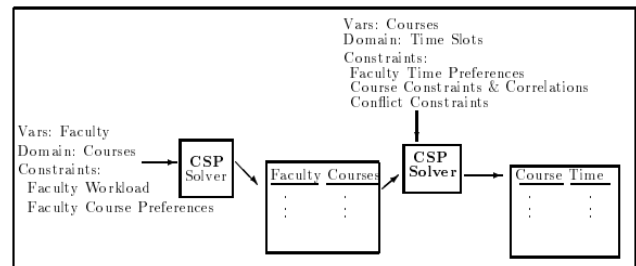 Vars: Courses
Domain: Time Slots
Constraints:
Faculty Time Preferences
Course Constraints & Correlations
Conflict Constraints
Vars: Faculty
Domain: Courses
Constraints:
Faculty Workload
Faculty Course Preferences
CSP
Solver
Faculty Courses
CSP
Solver
Course Time